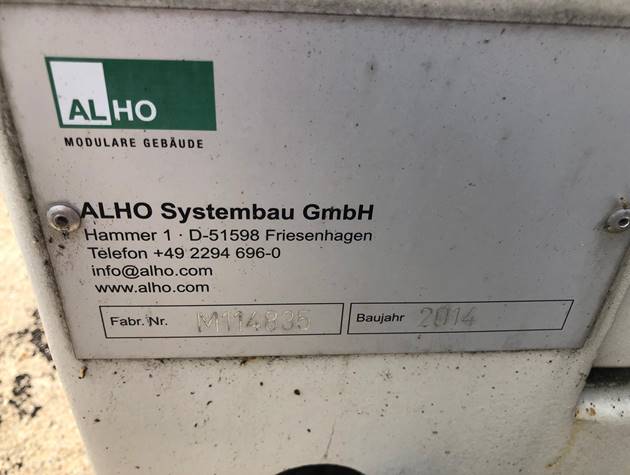 ALHO
MODULARE GEBÄUDE
ALHO Systembau GmbH
Hammer 1 · D-51598 Friesenhagen
Telefon +49 2294 696-0
info@alho.com
www.alho.com
Fabr. Nr. M114835 Baujahr 2014